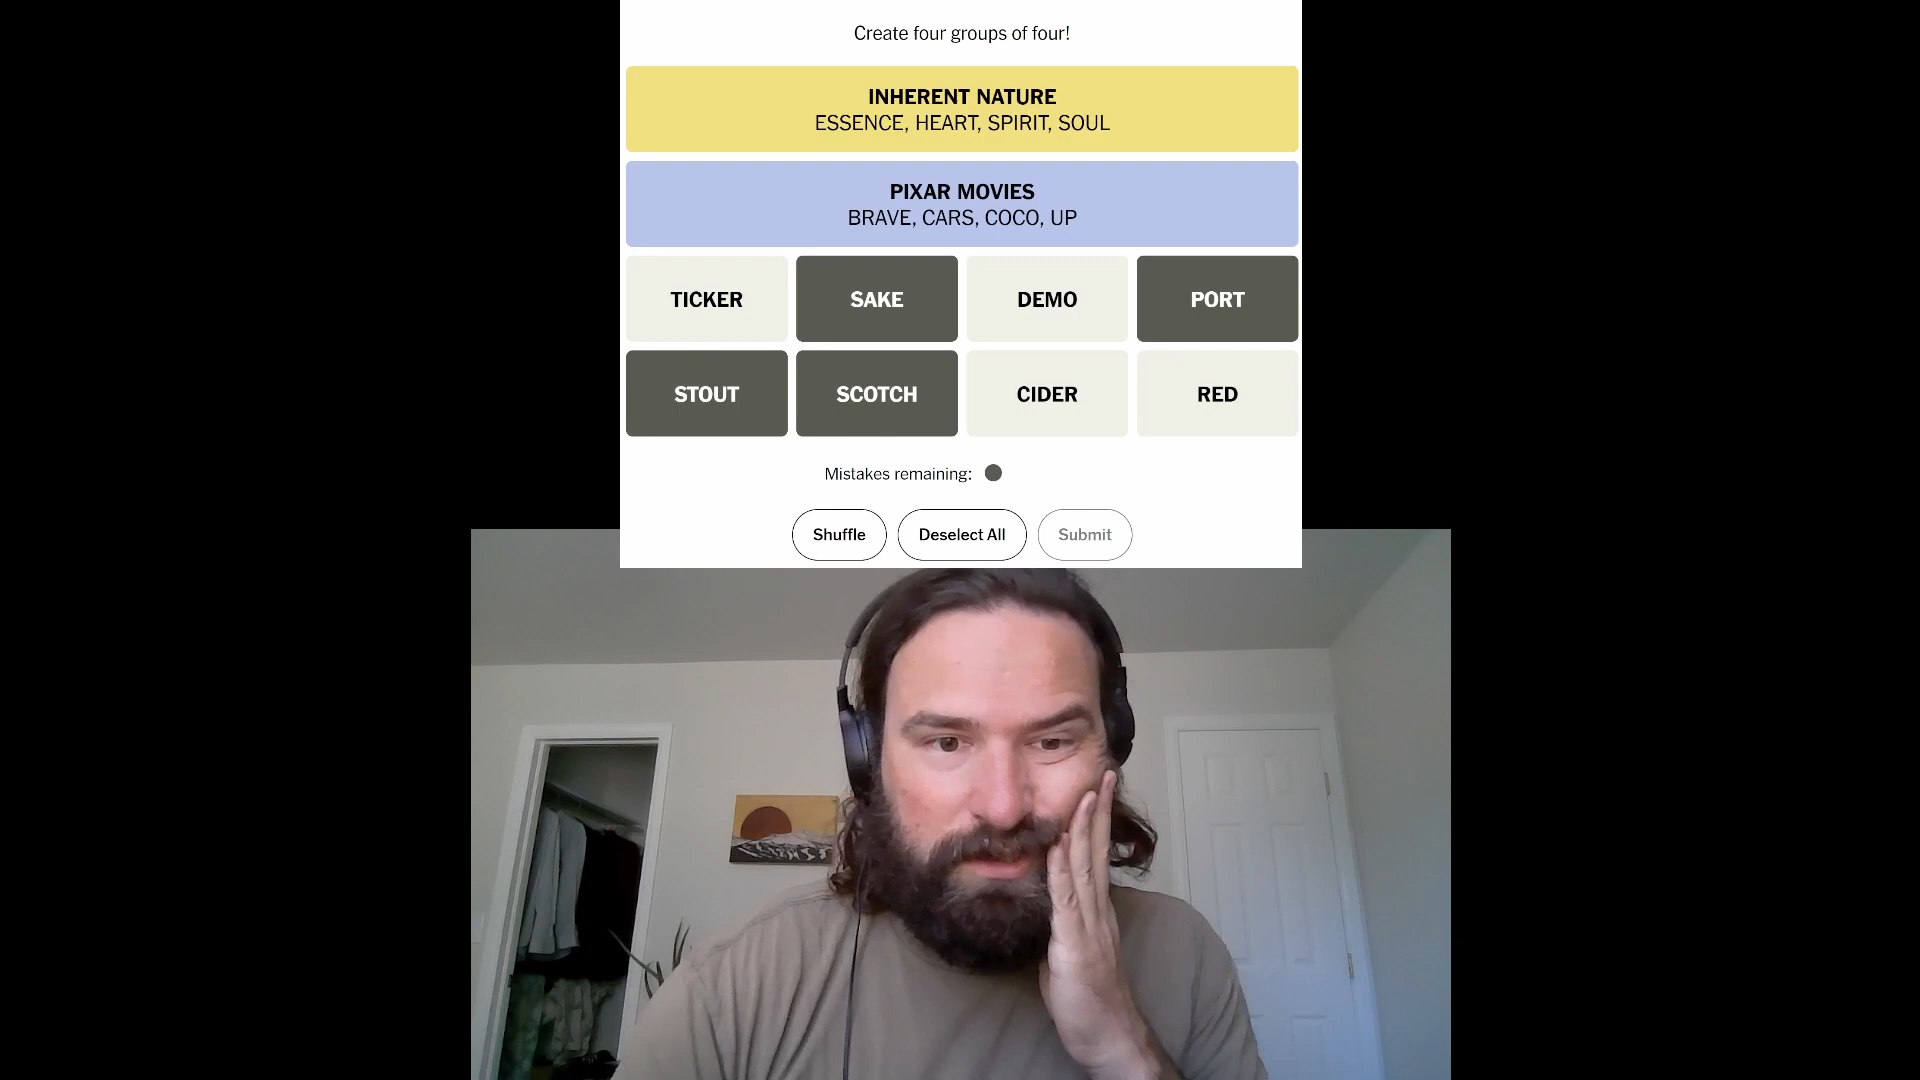 Create four groups of four!
INHERENT NATURE
ESSENCE, HEART, SPIRIT, SOUL
PIXAR MOVIES
BRAVE, CARS, COCO, UP
TICKER SAKE DEMO PORT
STOUT SCOTCH CIDER RED
Mistakes remaining:
Shuffle Deselect All Submit